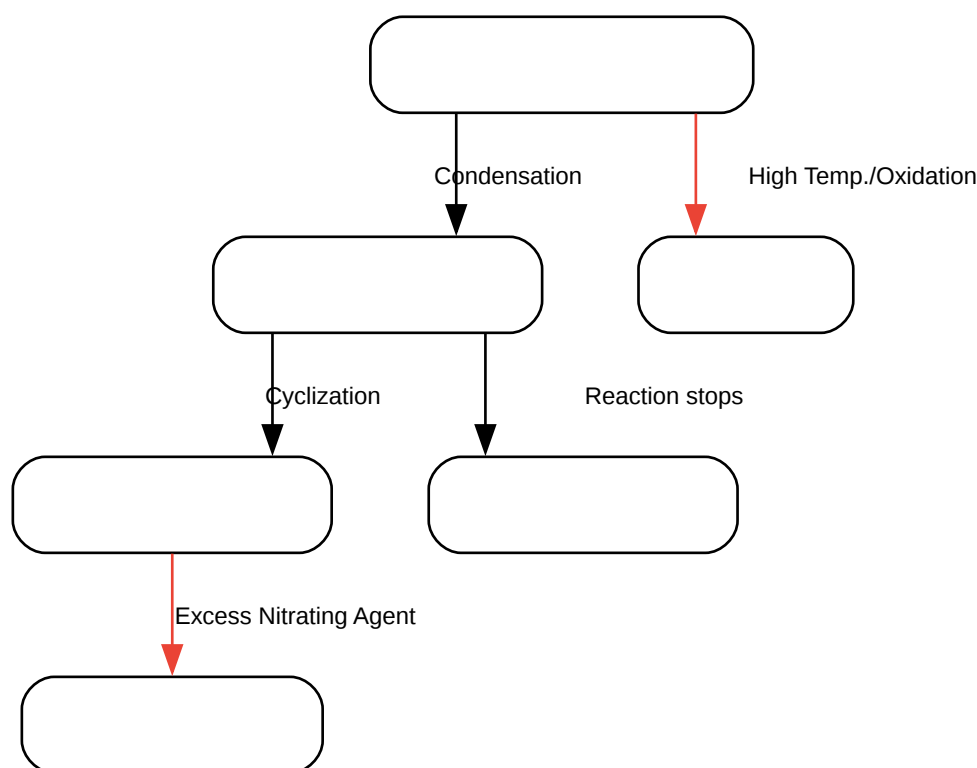 Condensation
High Temp./Oxidation
Cyclization
Reaction stops
Excess Nitrating Agent